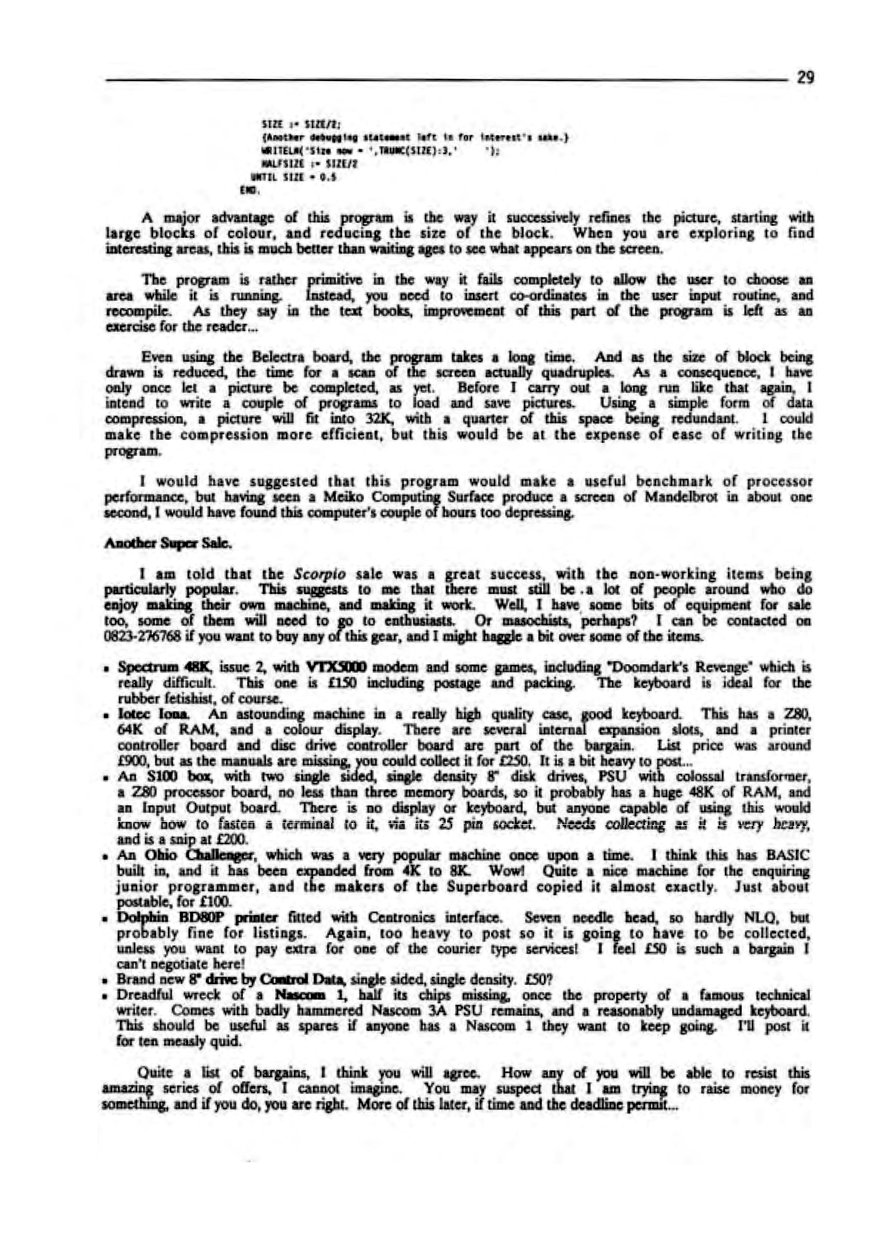 29
SIZE := SIZE/2;
{Another debugging statement left in for interest's sake.}
WRITELN('Size now = ',TRUNC(SIZE):3,'      ');
HALFSIZE := SIZE/2
UNTIL SIZE = 0.5
END.
A major advantage of this program is the way it successively refines the picture, starting with
large blocks of colour, and reducing the size of the block. When you are exploring to find
interesting areas, this is much better than waiting ages to see what appears on the screen.
The program is rather primitive in the way it fails completely to allow the user to choose an
area while it is running. Instead, you need to insert co-ordinates in the user input routine, and
recompile. As they say in the text books, improvement of this part of the program is left as an
exercise for the reader...
Even using the Belectra board, the program takes a long time. And as the size of block being
drawn is reduced, the time for a scan of the screen actually quadruples. As a consequence, I have
only once let a picture be completed, as yet. Before I carry out a long run like that again, I
intend to write a couple of programs to load and save pictures. Using a simple form of data
compression, a picture will fit into 32K, with a quarter of this space being redundant. I could
make the compression more efficient, but this would be at the expense of ease of writing the
program.
I would have suggested that this program would make a useful benchmark of processor
performance, but having seen a Meiko Computing Surface produce a screen of Mandelbrot in about one
second, I would have found this computer's couple of hours too depressing.
Another Super Sale.
I am told that the Scorpio sale was a great success, with the non-working items being
particularly popular. This suggests to me that there must still be .a lot of people around who do
enjoy making their own machine, and making it work. Well, I have some bits of equipment for sale
too, some of them will need to go to enthusiasts. Or masochists, perhaps? I can be contacted on
0823-276768 if you want to buy any of this gear, and I might haggle a bit over some of the items.
• Spectrum 48K, issue 2, with VTX5000 modem and some games, including "Doomdark's Revenge" which is
really difficult. This one is £150 including postage and packing. The keyboard is ideal for the
rubber fetishist, of course.
• Iotec Iona. An astounding machine in a really high quality case, good keyboard. This has a Z80,
64K of RAM, and a colour display. There are several internal expansion slots, and a printer
controller board and disc drive controller board are part of the bargain. List price was around
£900, but as the manuals are missing, you could collect it for £250. It is a bit heavy to post...
• An S100 box, with two single sided, single density 8" disk drives, PSU with colossal transformer,
a Z80 processor board, no less than three memory boards, so it probably has a huge 48K of RAM, and
an Input Output board. There is no display or keyboard, but anyone capable of using this would
know how to fasten a terminal to it, via its 25 pin socket. Needs collecting as it is very heavy,
and is a snip at £200.
• An Ohio Challenger, which was a very popular machine once upon a time. I think this has BASIC
built in, and it has been expanded from 4K to 8K. Wow! Quite a nice machine for the enquiring
junior programmer, and the makers of the Superboard copied it almost exactly. Just about
postable, for £100.
• Dolphin BD80P printer fitted with Centronics interface. Seven needle head, so hardly NLQ, but
probably fine for listings. Again, too heavy to post so it is going to have to be collected,
unless you want to pay extra for one of the courier type services! I feel £50 is such a bargain I
can't negotiate here!
• Brand new 8" drive by Control Data, single sided, single density. £50?
• Dreadful wreck of a Nascom 1, half its chips missing, once the property of a famous technical
writer. Comes with badly hammered Nascom 3A PSU remains, and a reasonably undamaged keyboard.
This should be useful as spares if anyone has a Nascom 1 they want to keep going. I'll post it
for ten measly quid.
Quite a list of bargains, I think you will agree. How any of you will be able to resist this
amazing series of offers, I cannot imagine. You may suspect that I am trying to raise money for
something, and if you do, you are right. More of this later, if time and the deadline permit...